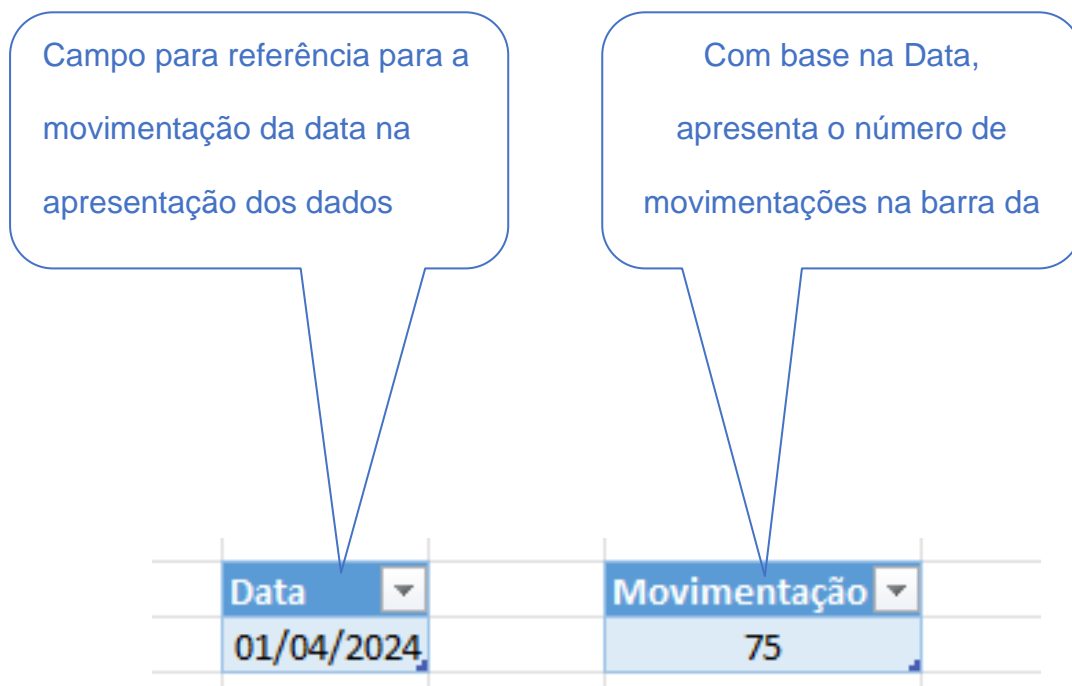 Campo para referência para a
movimentação da data na
apresentação dos dados
Com base na Data,
apresenta o número de
movimentações na barra da
Data
01/04/2024
Movimentação
75